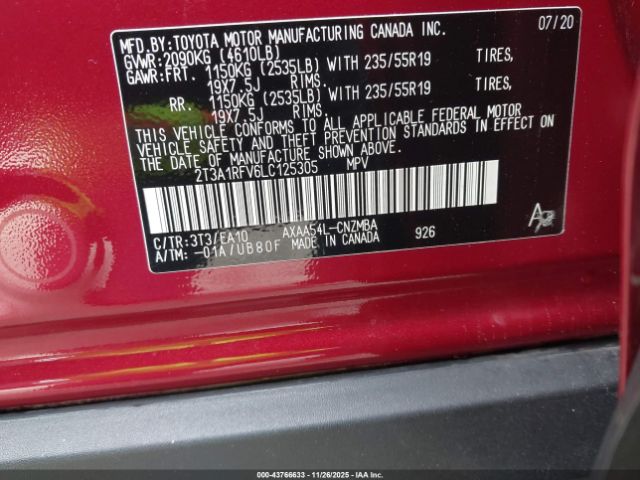 MFD.BY:TOYOTA MOTOR MANUFACTURING CANADA INC. 07/20
GVWR:2090KG (4610LB)
GAWR:FRT. 1150KG (2535LB) WITH 235/55R19 TIRES,
19X7.5J RIMS,
RR. 1150KG (2535LB) WITH 235/55R19 TIRES,
19X7.5J RIMS.
THIS VEHICLE CONFORMS TO ALL APPLICABLE FEDERAL MOTOR
VEHICLE SAFETY AND THEFT PREVENTION STANDARDS IN EFFECT ON
THE DATE OF MANUFACTURE SHOWN ABOVE.
2T3A1RFV6LC125305 MPV
C/TR:3T3/EA10 AXAA54L-CNZMBA
A/TM:-01A/UB80F MADE IN CANADA 926
000-43766633 11/26/2025 IAA Inc.